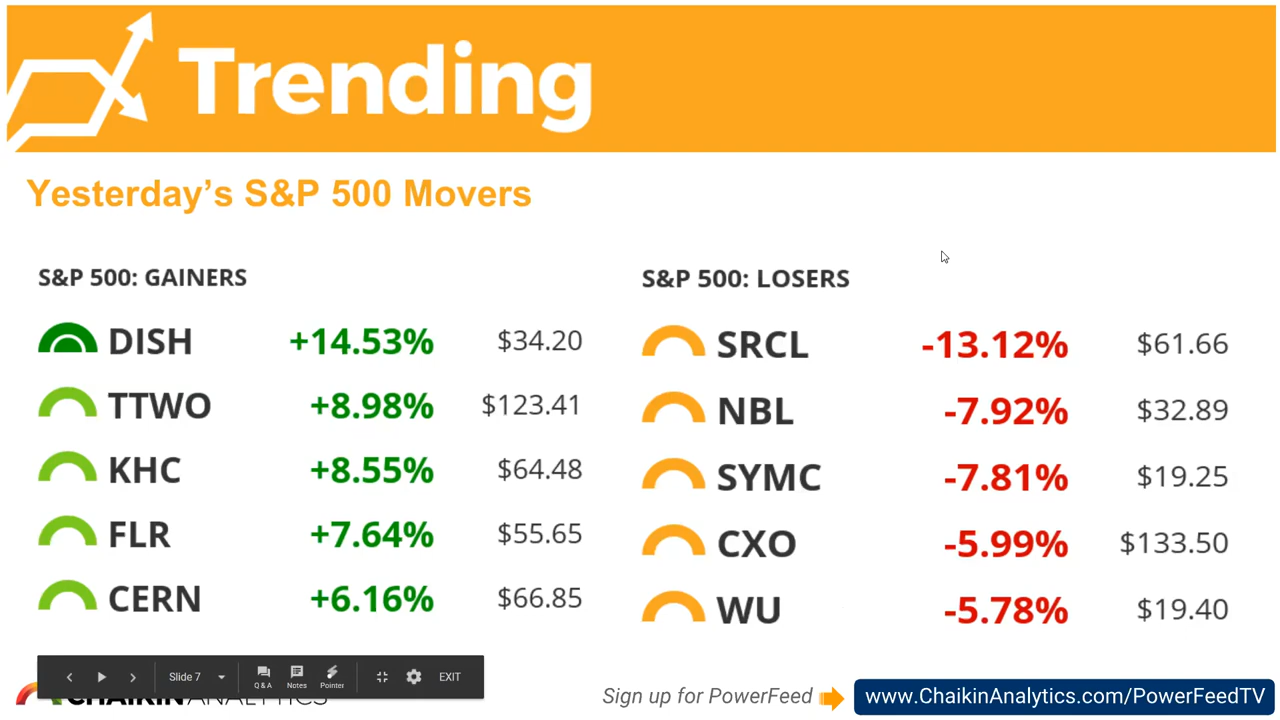 Trending
Yesterday’s S&P 500 Movers
S&P 500: GAINERS
DISH +14.53% $34.20
TTWO +8.98% $123.41
KHC +8.55% $64.48
FLR +7.64% $55.65
CERN +6.16% $66.85
S&P 500: LOSERS
SRCL -13.12% $61.66
NBL -7.92% $32.89
SYMC -7.81% $19.25
CXO -5.99% $133.50
WU -5.78% $19.40
Slide 7 Q & A Notes Pointer EXIT
CHAIKIN ANALYTICS
Sign up for PowerFeed www.ChaikinAnalytics.com/PowerFeedTV